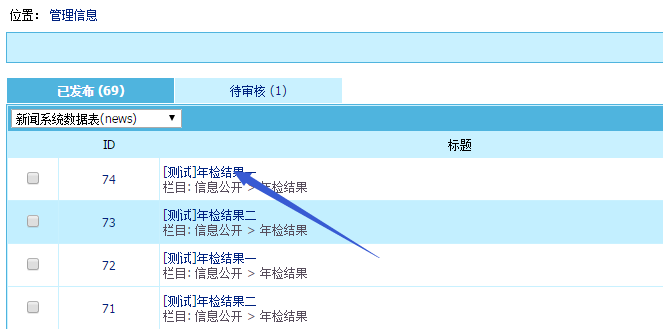 位置： 管理信息
已发布 (69) 待审核 (1)
新闻系统数据表(news)
ID 标题
74 [测试]年检结果一
栏目: 信息公开 > 年检结果
73 [测试]年检结果二
栏目: 信息公开 > 年检结果
72 [测试]年检结果一
栏目: 信息公开 > 年检结果
71 [测试]年检结果二
栏目: 信息公开 > 年检结果